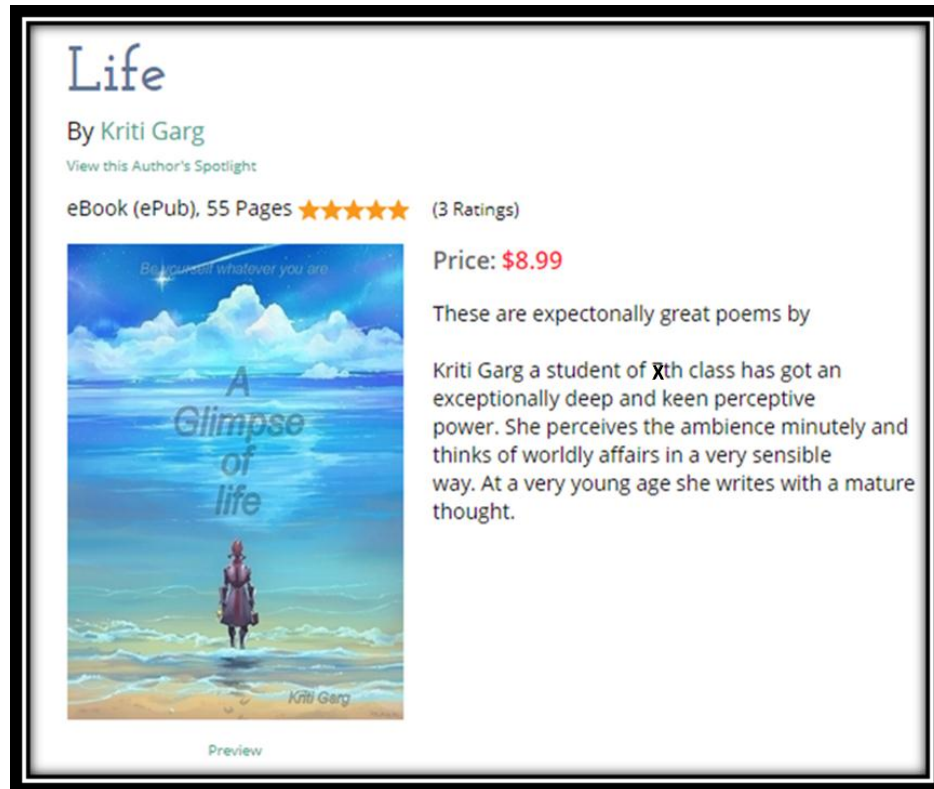 Life
By Kriti Garg
View this Author's Spotlight
eBook (ePub), 55 Pages
(3 Ratings)
Be yourself whatever you are
A
Glimpse
of
life
Kriti Garg
Preview
Price: $8.99
These are expectonally great poems by
Kriti Garg a student of Xth class has got an
exceptionally deep and keen perceptive
power. She perceives the ambience minutely and
thinks of worldly affairs in a very sensible
way. At a very young age she writes with a mature
thought.